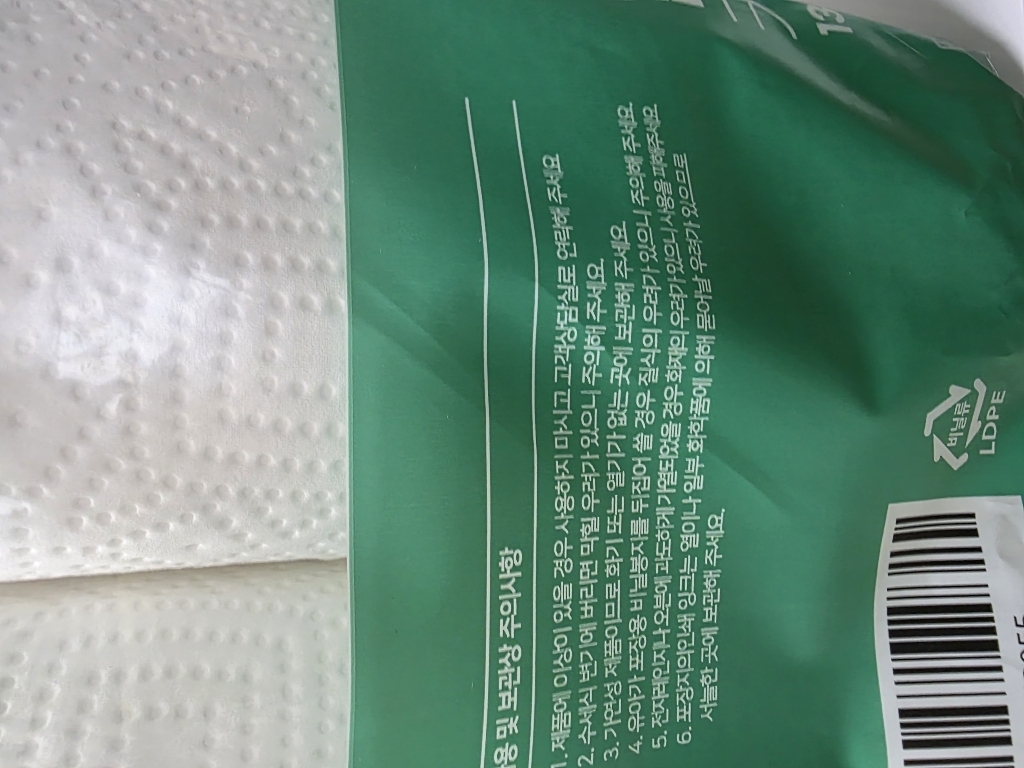 용 및 보관상 주의사항
1. 제품에 이상이 있을 경우 사용하지 마시고 고객상담실로 연락해 주세요
2. 수세식 변기에 버리면 막힐 우려가 있으니 주의해 주세요.
3. 가연성 제품이므로 화기 또는 열기가 없는 곳에 보관해 주세요.
4. 유아가 포장용 비닐봉지를 뒤집어 쓸 경우 질식의 우려가 있으니 주의해 주세요.
5. 전자레인지나 오븐에 과도하게 가열되었을 경우 화재의 우려가 있으니 사용을 피해주세요.
6. 포장지의 인쇄 잉크는 열이나 일부 화학품에 의해 묻어날 우려가 있으므로
서늘한 곳에 보관해 주세요.
비닐류
LDPE